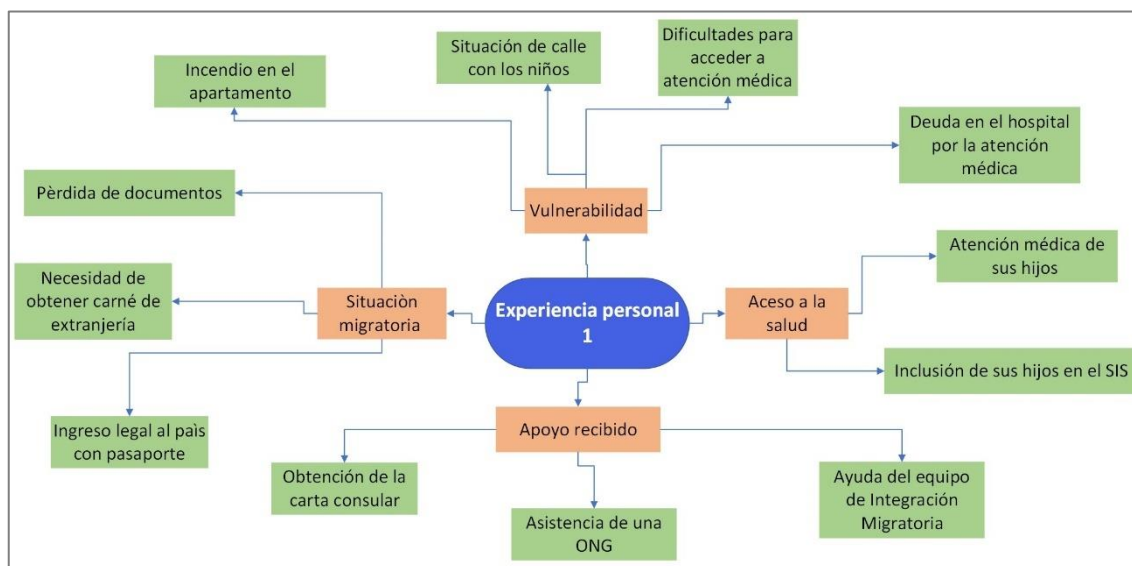 Incendio en el
apartamento
Situación de calle
con los niños
Dificultades para
acceder a
atención médica
Deuda en el hospital
por la atención
médica
Pèrdida de documentos
Vulnerabilidad
Atención médica de
sus hijos
Necesidad de
obtener carné de
extranjería
Situaciòn
migratoria
Experiencia personal
1
Aceso a la
salud
Inclusión de sus hijos en el SIS
Ingreso legal al paìs
con pasaporte
Apoyo recibido
Obtención de la
carta consular
Asistencia de una
ONG
Ayuda del equipo
de Integración
Migratoria